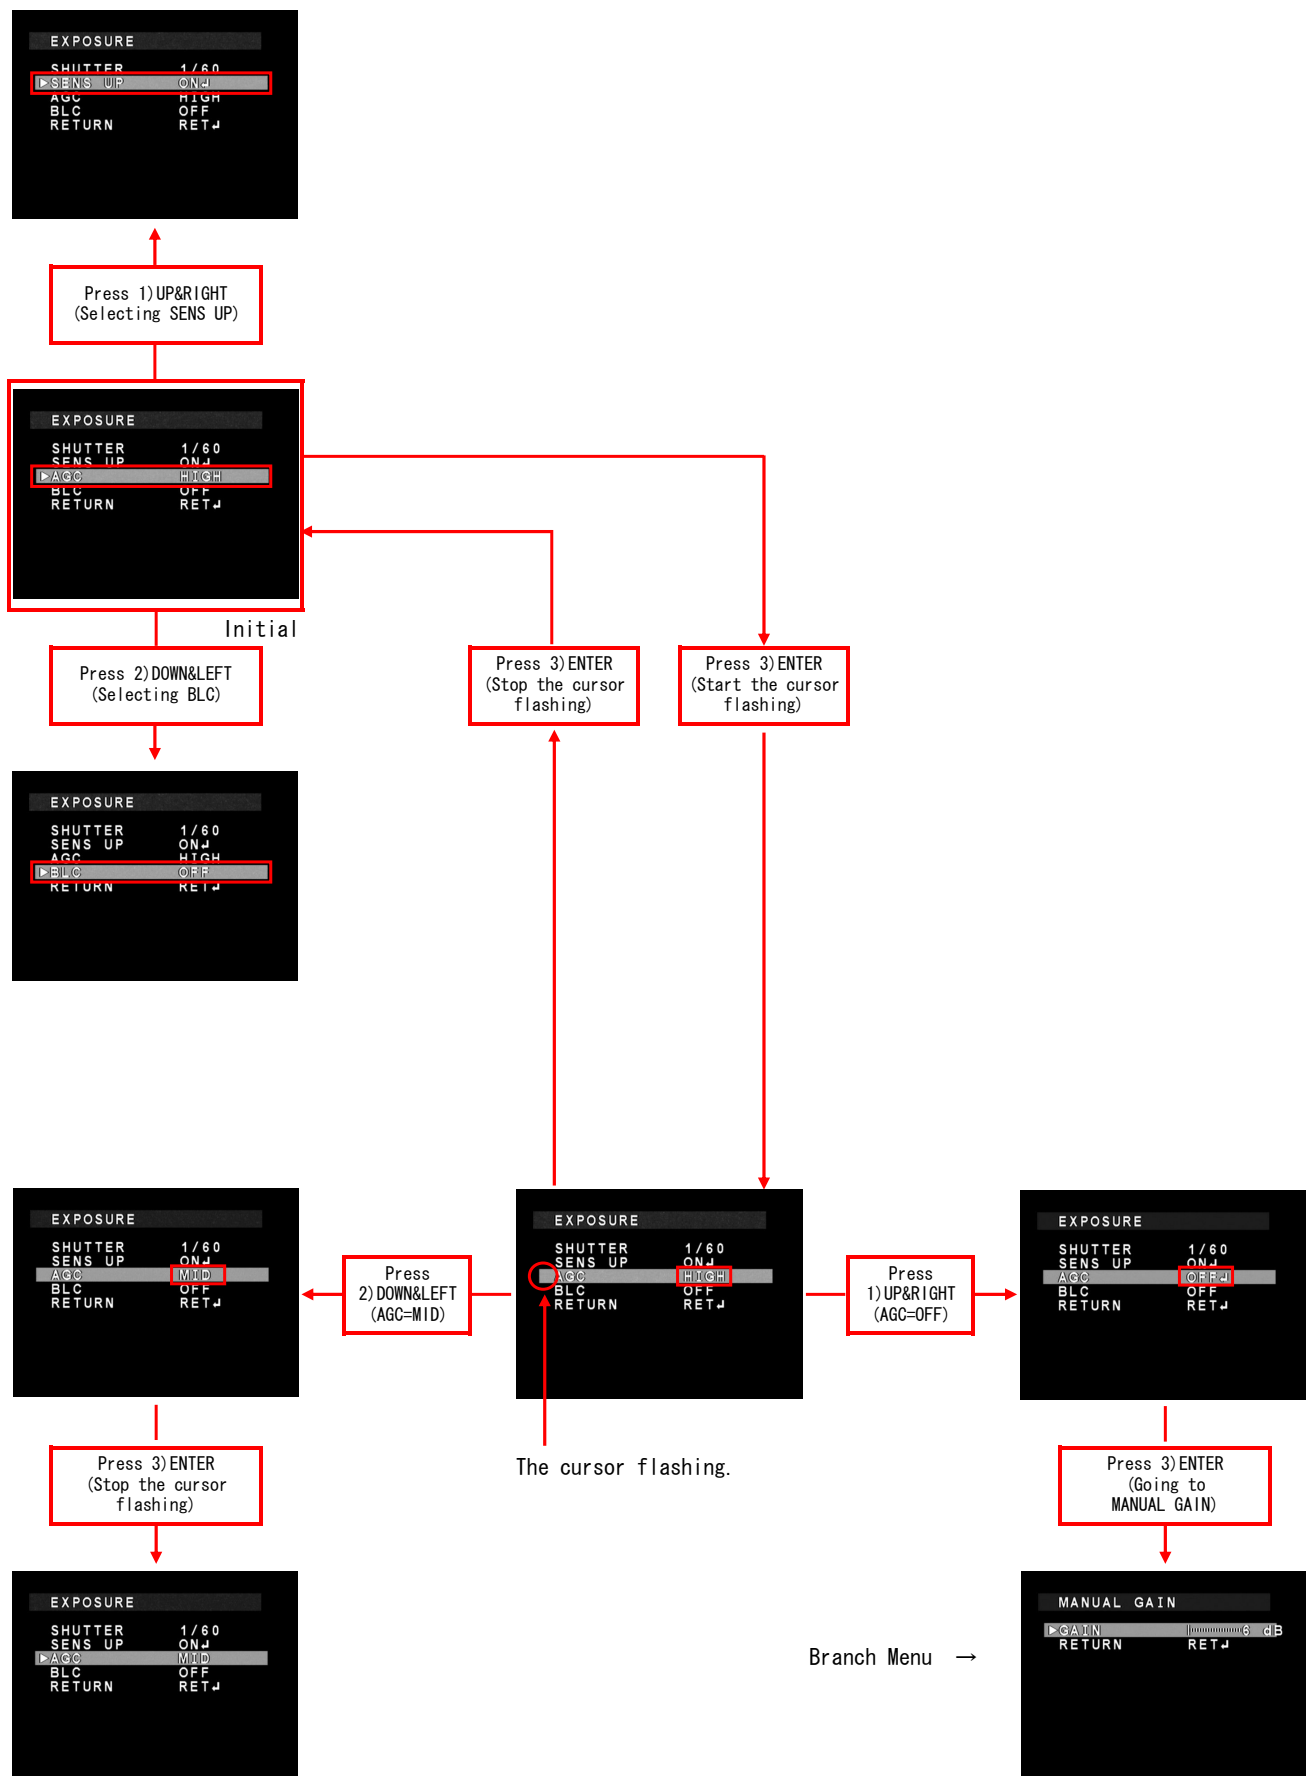 EXPOSURE
SHUTTER 1/60
▶SENS UP ON↲
AGC HIGH
BLC OFF
RETURN RET↲
Press 1)UP&RIGHT
(Selecting SENS UP)
EXPOSURE
SHUTTER 1/60
SENS UP ON↲
▶AGC HIGH
BLC OFF
RETURN RET↲
Initial
Press 2)DOWN&LEFT
(Selecting BLC)
Press 3)ENTER
(Stop the cursor
flashing)
Press 3)ENTER
(Start the cursor
flashing)
EXPOSURE
SHUTTER 1/60
SENS UP ON↲
AGC HIGH
▶BLC OFF
RETURN RET↲
EXPOSURE
SHUTTER 1/60
SENS UP ON↲
AGC MID
BLC OFF
RETURN RET↲
Press
2)DOWN&LEFT
(AGC=MID)
EXPOSURE
SHUTTER 1/60
SENS UP ON↲
AGC HIGH
BLC OFF
RETURN RET↲
Press
1)UP&RIGHT
(AGC=OFF)
EXPOSURE
SHUTTER 1/60
SENS UP ON↲
AGC OFF↲
BLC OFF
RETURN RET↲
The cursor flashing.
Press 3)ENTER
(Stop the cursor
flashing)
Press 3)ENTER
(Going to
MANUAL GAIN)
EXPOSURE
SHUTTER 1/60
SENS UP ON↲
▶AGC MID
BLC OFF
RETURN RET↲
Branch Menu →
MANUAL GAIN
▶GAIN 6 dB
RETURN RET↲